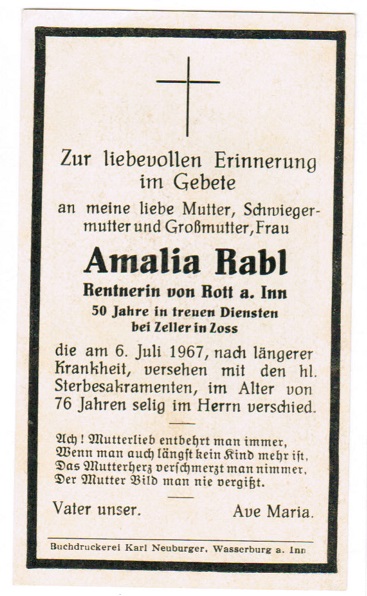 Zur liebevollen Erinnerung
im Gebete
an meine liebe Mutter, Schwieger-
mutter und Großmutter, Frau
Amalia Rabl
Rentnerin von Rott a. Inn
50 Jahre in treuen Diensten
bei Zeller in Zoss
die am 6. Juli 1967, nach längerer
Krankheit, versehen mit den hl.
Sterbesakramenten, im Alter von
76 Jahren selig im Herrn verschied.
Ach! Mutterlieb entbehrt man immer,
Wenn man auch längst kein Kind mehr ist.
Das Mutterherz verschmerzt man nimmer,
Der Mutter Bild man nie vergißt.
Vater unser. Ave Maria.
Buchdruckerei Karl Neuburger, Wasserburg a. Inn